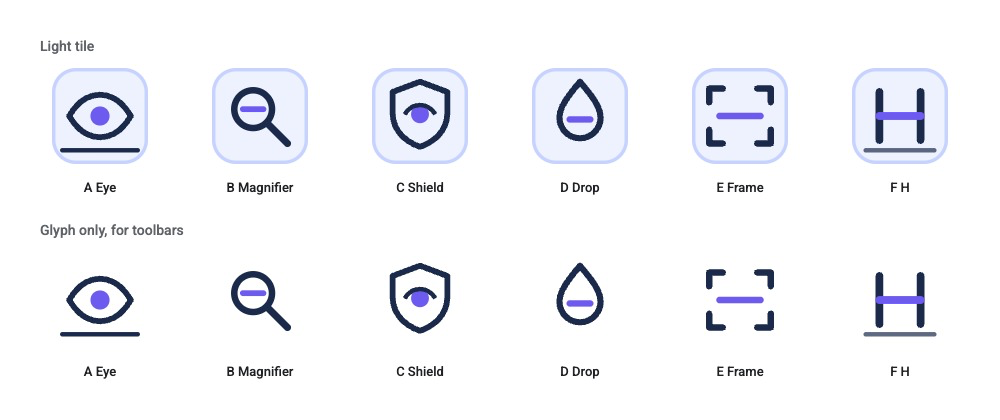 Light tile
A Eye
B Magnifier
C Shield
D Drop
E Frame
F H
Glyph only, for toolbars
A Eye
B Magnifier
C Shield
D Drop
E Frame
F H